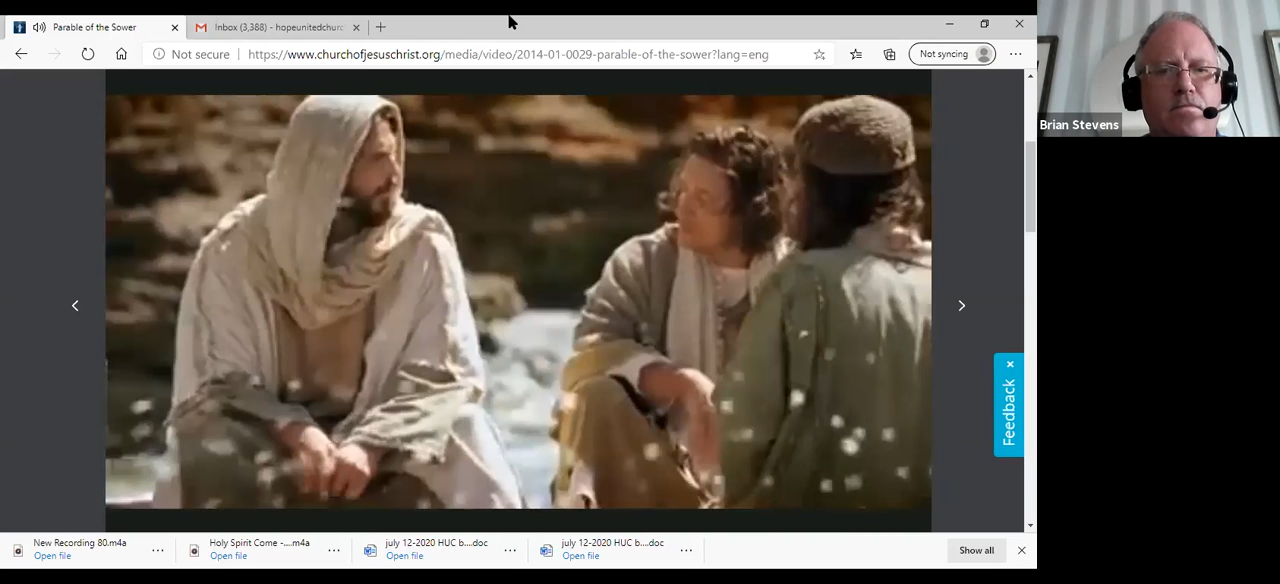 Parable of the Sower
Inbox (3,388) - hopeunitedchurc
Not secure
https://www.churchofjesuschrist.org/media/video/2014-01-0029-parable-of-the-sower?lang=eng
Not syncing
Brian Stevens
Feedback
New Recording 80.m4a
Open file
Holy Spirit Come -....m4a
Open file
july 12-2020 HUC b....doc
Open file
july 12-2020 HUC b....doc
Open file
Show all